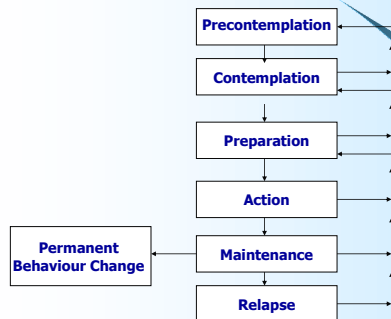 Precontemplation
Contemplation
Preparation
Action
Permanent
Behaviour Change
Maintenance
Relapse